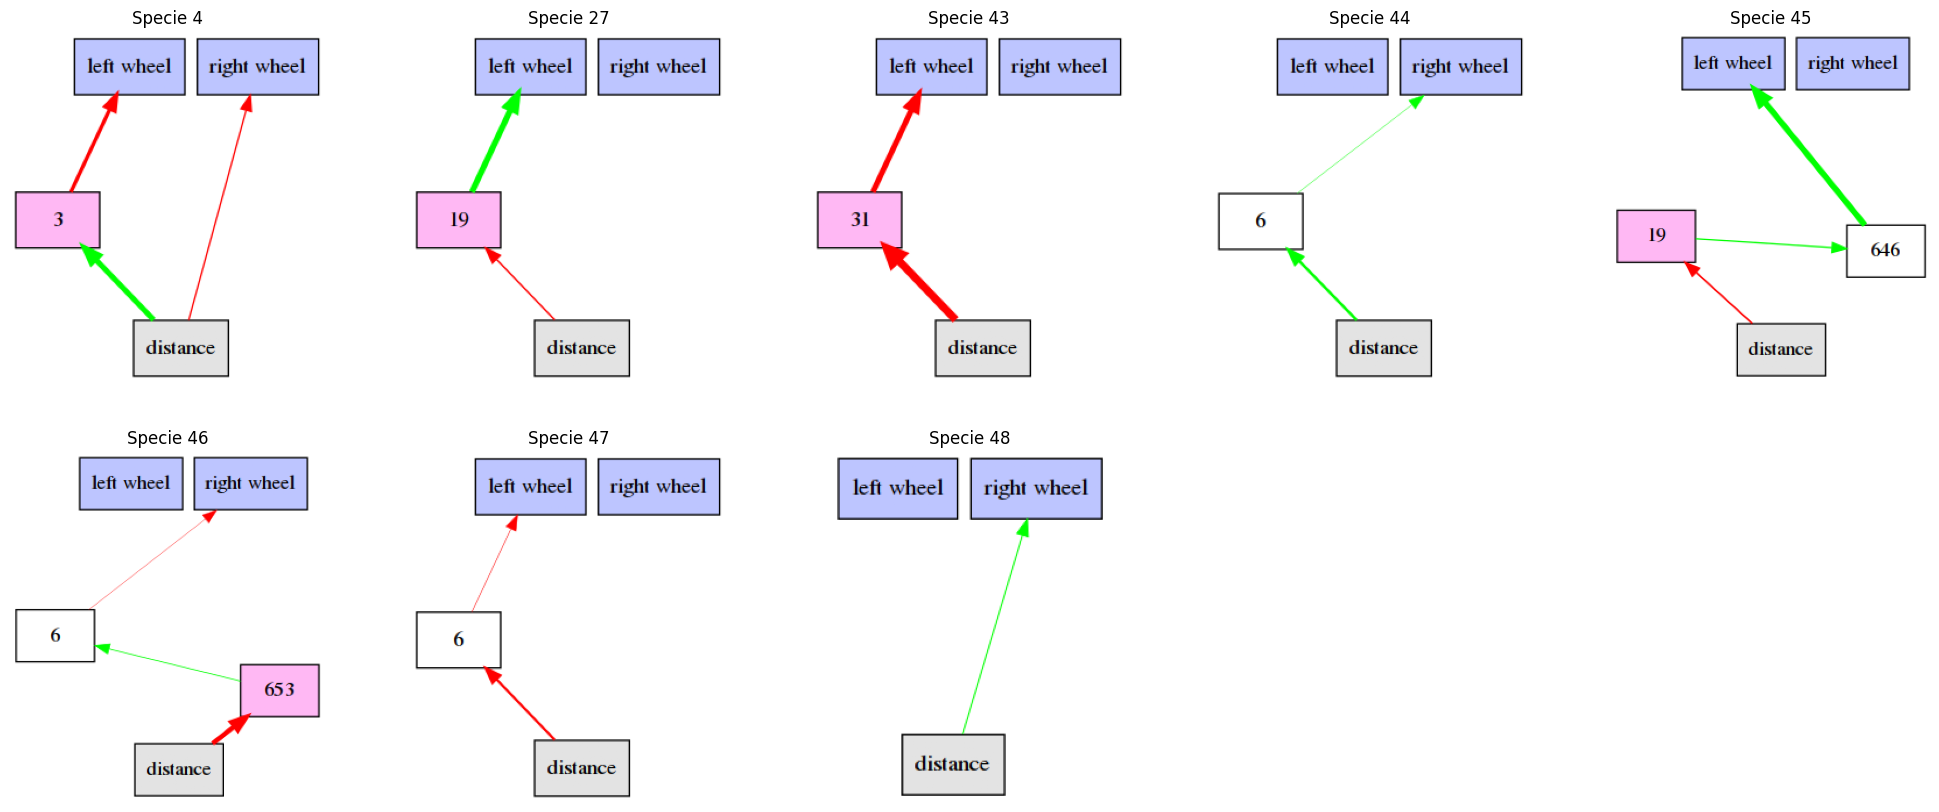 Specie 4
left wheel right wheel
3
distance
Specie 27
left wheel right wheel
19
distance
Specie 43
left wheel right wheel
31
distance
Specie 44
left wheel right wheel
6
distance
Specie 45
left wheel right wheel
19
646
distance
Specie 46
left wheel right wheel
6
653
distance
Specie 47
left wheel right wheel
6
distance
Specie 48
left wheel right wheel
distance